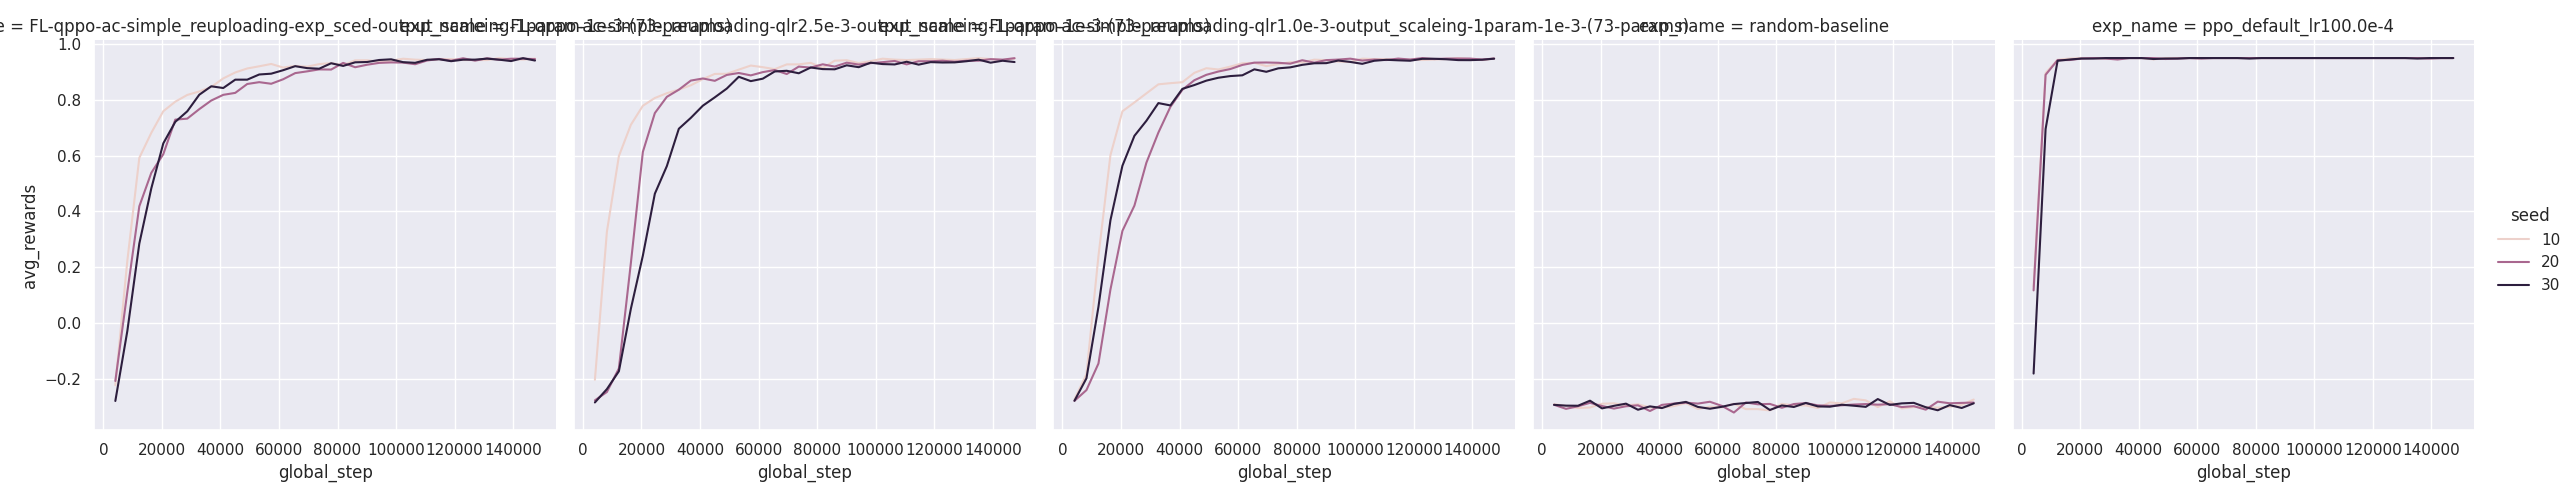 e = FL-qppo-ac-simple_reuploading-exp_sced-output_scaleing-1param-1e-3-(73-params)
exp_name = FL-qppo-ac-simple_reuploading-qlr2.5e-3-output_scaleing-1param-1e-3-(73-params)
exp_name = FL-qppo-ac-simple_reuploading-qlr1.0e-3-output_scaleing-1param-1e-3-(73-params)
exp_name = random-baseline
exp_name = ppo_default_lr100.0e-4
avg_rewards
1.0
0.8
0.6
0.4
0.2
0.0
−0.2
0 20000 40000 60000 80000 100000 120000 140000
global_step
0 20000 40000 60000 80000 100000 120000 140000
global_step
0 20000 40000 60000 80000 100000 120000 140000
global_step
0 20000 40000 60000 80000 100000 120000 140000
global_step
0 20000 40000 60000 80000 100000 120000 140000
global_step
seed
10
20
30